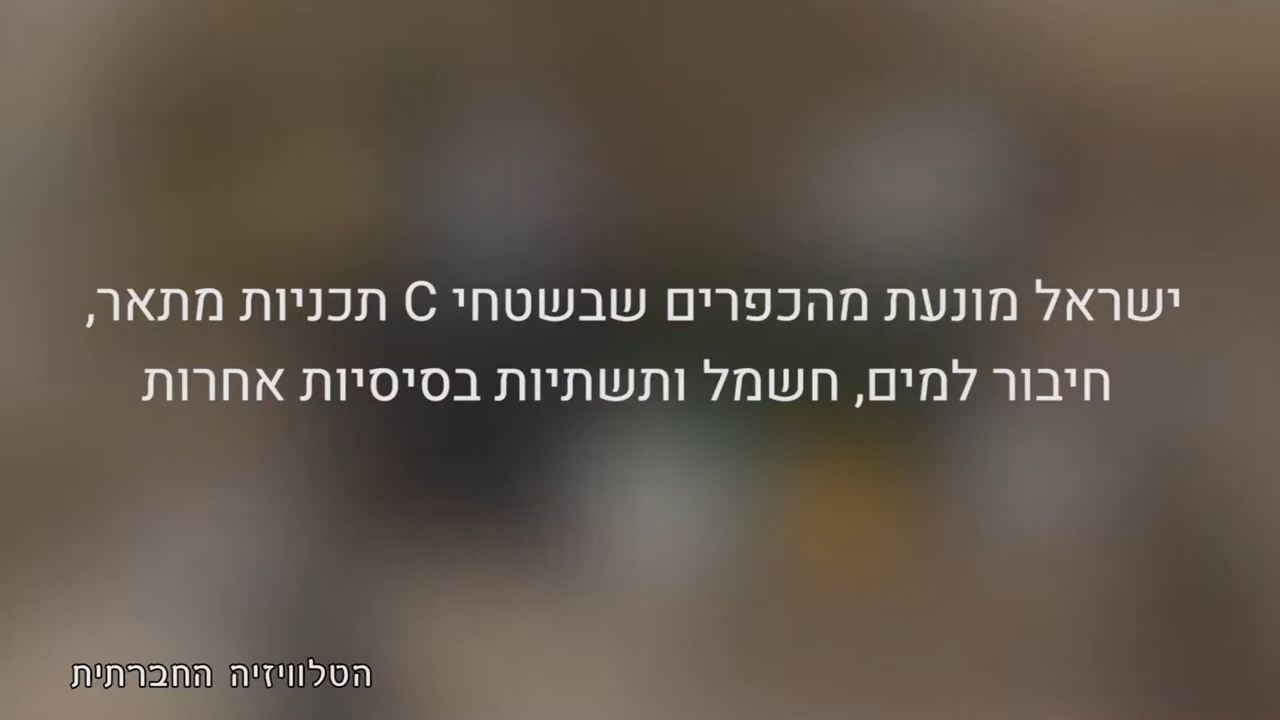 ישראל מונעת מהכפרים שבשטחי C תכניות מתאר,
חיבור למים, חשמל ותשתיות בסיסיות אחרות
הטלוויזיה החברתית